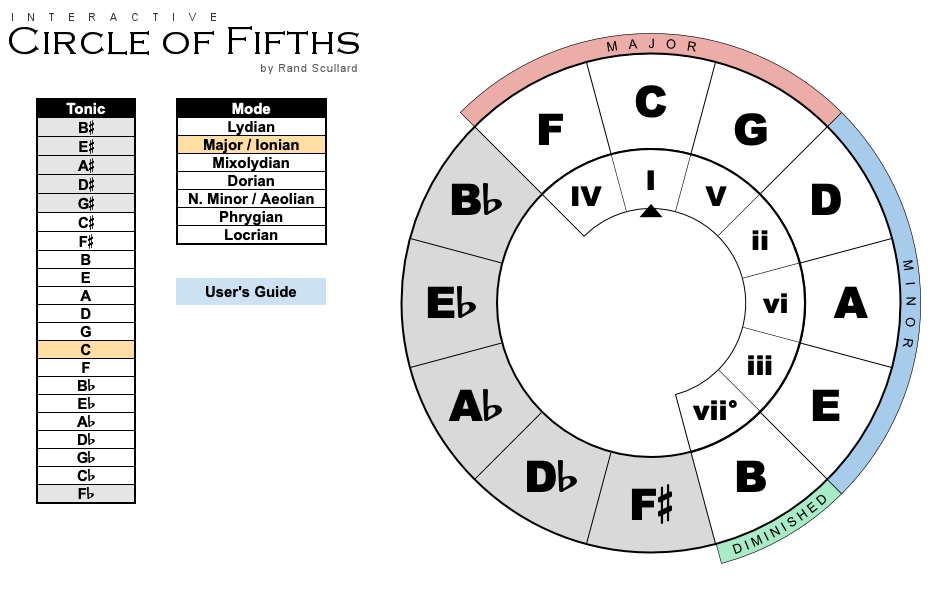 INTERACTIVE
CIRCLE OF FIFTHS
by Rand Scullard
Tonic
B♯
E♯
A♯
D♯
G♯
C♯
F♯
B
E
A
D
G
C
F
B♭
E♭
A♭
D♭
G♭
C♭
F♭
Mode
Lydian
Major / Ionian
Mixolydian
Dorian
N. Minor / Aeolian
Phrygian
Locrian
User's Guide
MAJOR
MINOR
DIMINISHED
C
G
D
A
E
B
F♯
D♭
A♭
E♭
B♭
F
IV
I
V
ii
vi
iii
vii°